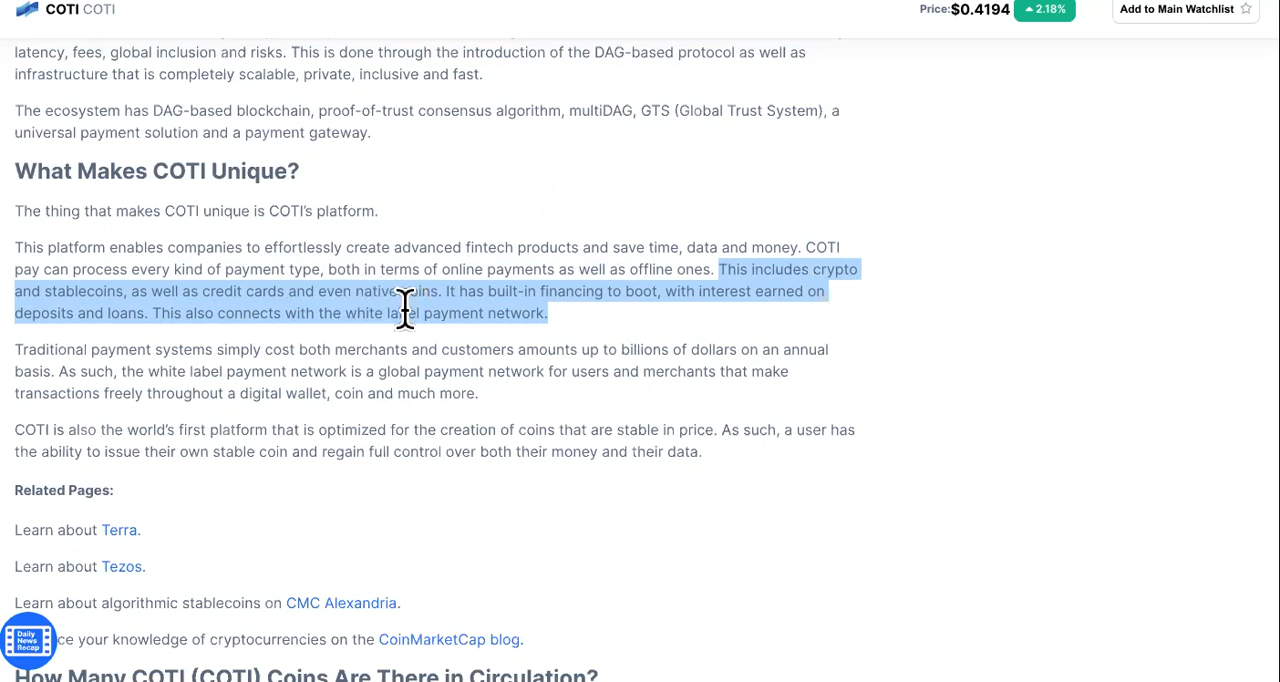 COTI COTI
Price:$0.4194 2.18% Add to Main Watchlist
latency, fees, global inclusion and risks. This is done through the introduction of the DAG-based protocol as well as
infrastructure that is completely scalable, private, inclusive and fast.
The ecosystem has DAG-based blockchain, proof-of-trust consensus algorithm, multiDAG, GTS (Global Trust System), a
universal payment solution and a payment gateway.
What Makes COTI Unique?
The thing that makes COTI unique is COTI's platform.
This platform enables companies to effortlessly create advanced fintech products and save time, data and money. COTI
pay can process every kind of payment type, both in terms of online payments as well as offline ones. This includes crypto
and stablecoins, as well as credit cards and even native coins. It has built-in financing to boot, with interest earned on
deposits and loans. This also connects with the white label payment network.
Traditional payment systems simply cost both merchants and customers amounts up to billions of dollars on an annual
basis. As such, the white label payment network is a global payment network for users and merchants that make
transactions freely throughout a digital wallet, coin and much more.
COTI is also the world's first platform that is optimized for the creation of coins that are stable in price. As such, a user has
the ability to issue their own stable coin and regain full control over both their money and their data.
Related Pages:
Learn about Terra.
Learn about Tezos.
Learn about algorithmic stablecoins on CMC Alexandria.
Daily
News
Recap
ce your knowledge of cryptocurrencies on the CoinMarketCap blog.
How Many COTI (COTI) Coins Are There in Circulation?